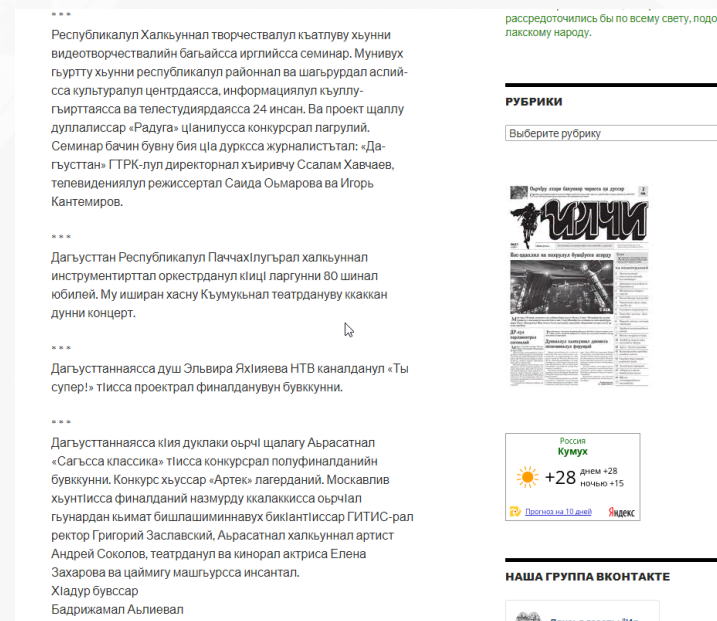 * * *
Республикалул Халкьуннал творчествалул къатлуву хьунни
видеотворчествалийн багьайсса ирглийсса семинар. Мунивух
гьуртту хьунни республикалул районнал ва шагьрурдал аслий-
сса культуралул центрдаясса, информациялул къуллу-
гъирттаясса ва телестудиярдаясса 24 инсан. Ва проект щаллу
дуллалиссар «Радуга» цIанилусса конкурсрал лагрулий.
Семинар бачин бувну бия цIа дурксса журналистътал: «Да-
гъусттан» ГТРК-лул директорнал хъиривчу Ссалам Хавчаев,
телевидениялул режиссертал Саида Оьмарова ва Игорь
Кантемиров.
* * *
Дагъусттан Республикалул ПаччахIлугърал халкьуннал
инструментирттал оркестрданул кIицI ларгунни 80 шинал
юбилей. Му иширан хасну Къумукьнал театрдануву ккаккан
дунни концерт.
* * *
Дагъусттаннаясса душ Эльвира ЯхIияева НТВ каналданул «Ты
супер!» тIисса проектрал финалданувун бувккунни.
* * *
Дагъусттаннаясса кIия дуклаки оьрчI щалагу Аьрасатнал
«Сагъсса классика» тIисса конкурсрал полуфиналданийн
бувккунни. Конкурс хьуссар «Артек» лагерданий. Москавлив
хьунтIисса финалданий назмурду ккалаккисса оьрчIал
гьунардан кьимат бишлашиминнавух бикIантIиссар ГИТИС-рал
ректор Григорий Заславский, Аьрасатнал халкьуннал артист
Андрей Соколов, театрданул ва кинорал актриса Елена
Захарова ва цаймигу машгьурсса инсантал.
ХIадур бувссар
Бадрижамал Аьлиевал
рассредоточились бы по всему свету, подо
лакскому народу.
РУБРИКИ
Выберите рубрику
ИЛЧИ
Россия
Кумух
+28
днем +28
ночью +15
Прогноз на 10 дней
Яндекс
НАША ГРУППА ВКОНТАКТЕ